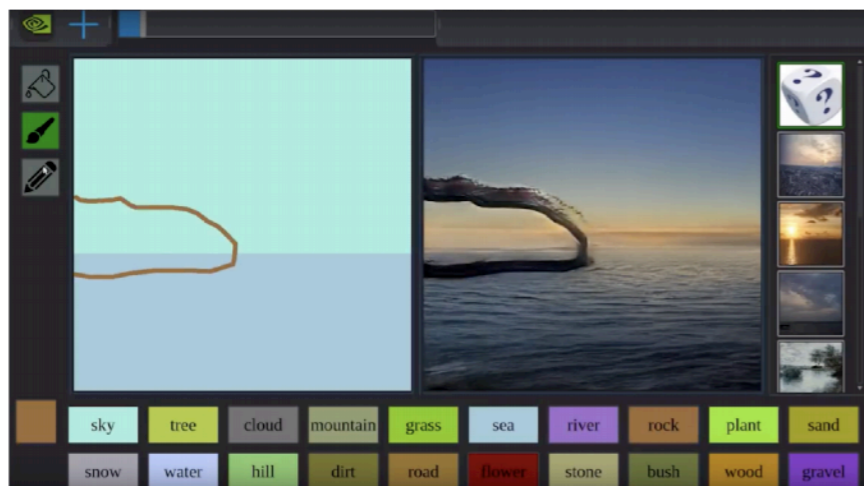 sky tree cloud mountain grass sea river rock plant sand
snow water hill dirt road flower stone bush wood gravel